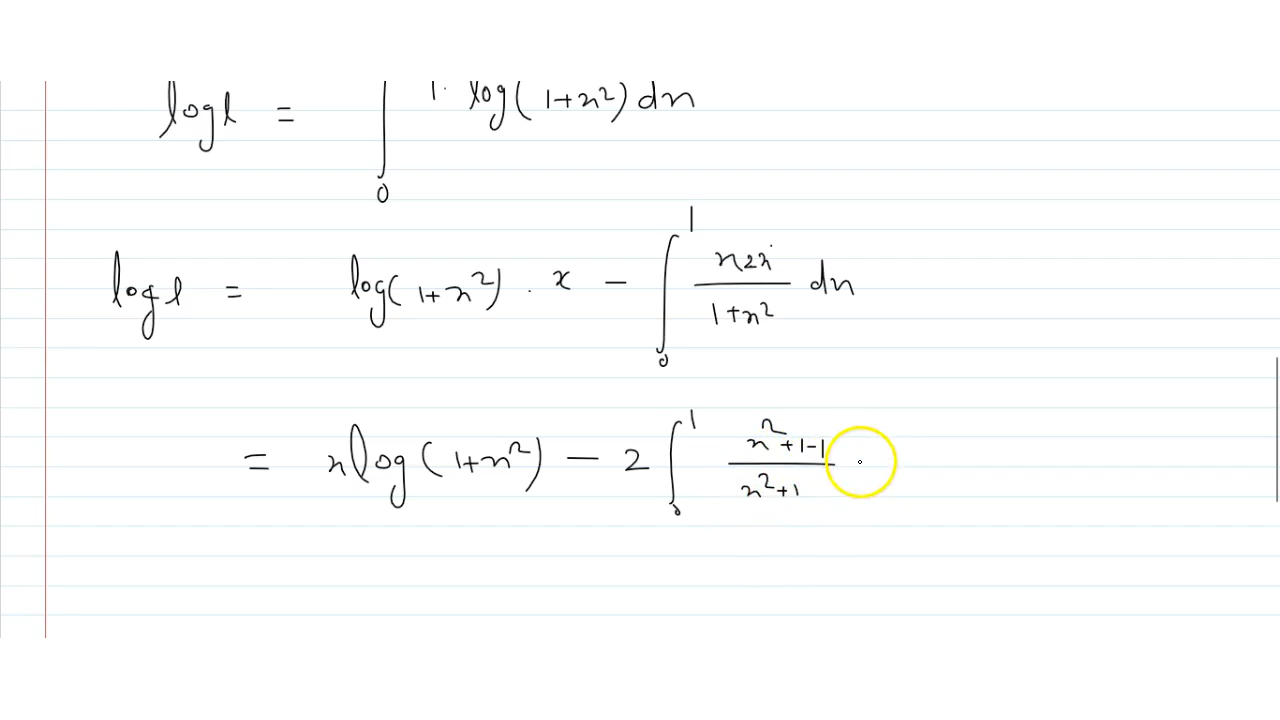 log l = ∫₀ 1. log(1+x²) dx
log l = log(1+x²) . x − ∫₀¹ x2x/1+x² dx
= x log(1+x²) − 2 ∫₀¹ x²+1-1/x²+1